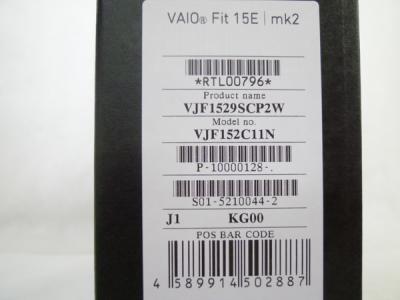 VAIO® Fit 15E | mk2
*RTL00796*
Product name
VJF1529SCP2W
Model no.
VJF152C11N
P-10000128-.
S01-5210044-2
J1 KG00
POS BAR CODE
4 589914 502887